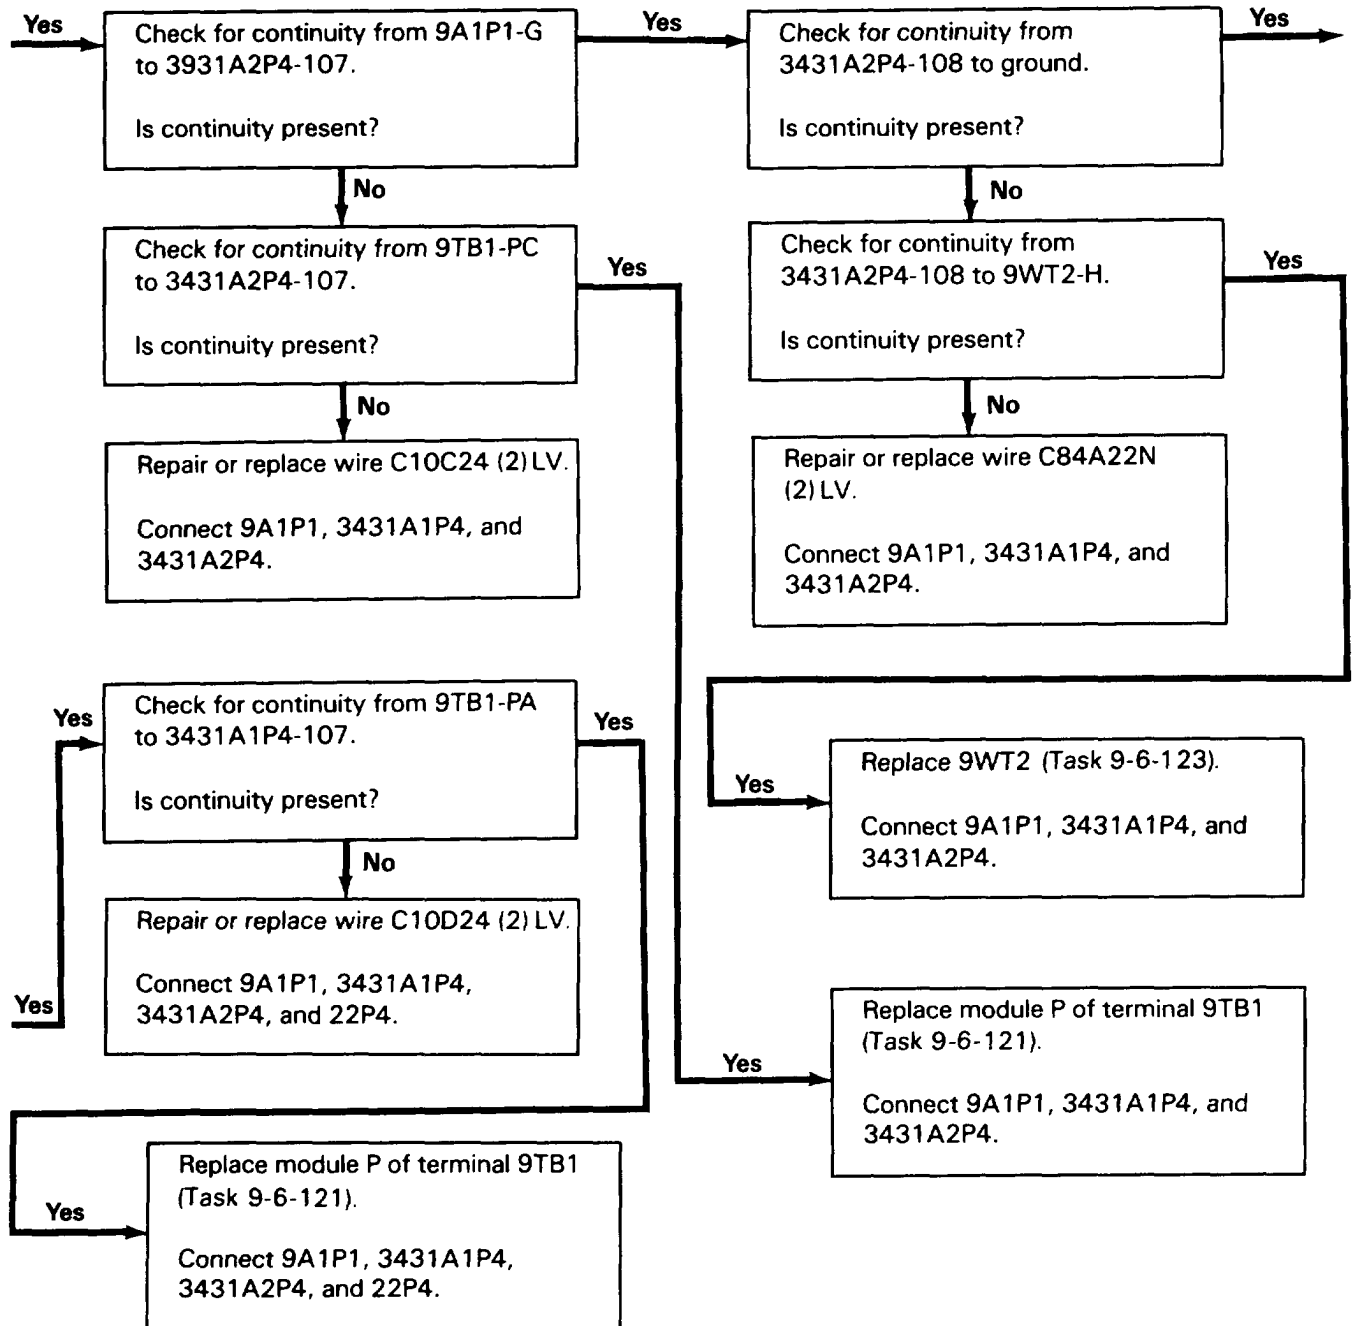 Yes
Check for continuity from 9A1P1-G
to 3931A2P4-107.
Is continuity present?
Yes
Check for continuity from
3431A2P4-108 to ground.
Is continuity present?
Yes
No
No
Check for continuity from 9TB1-PC
to 3431A2P4-107.
Is continuity present?
Yes
Check for continuity from
3431A2P4-108 to 9WT2-H.
Is continuity present?
Yes
No
No
Repair or replace wire C10C24 (2) LV.
Connect 9A1P1, 3431A1P4, and
3431A2P4.
Repair or replace wire C84A22N
(2) LV.
Connect 9A1P1, 3431A1P4, and
3431A2P4.
Yes
Check for continuity from 9TB1-PA
to 3431A1P4-107.
Is continuity present?
Yes
No
Yes
Replace 9WT2 (Task 9-6-123).
Connect 9A1P1, 3431A1P4, and
3431A2P4.
Yes
Repair or replace wire C10D24 (2) LV.
Connect 9A1P1, 3431A1P4,
3431A2P4, and 22P4.
Yes
Replace module P of terminal 9TB1
(Task 9-6-121).
Connect 9A1P1, 3431A1P4, and
3431A2P4.
Yes
Replace module P of terminal 9TB1
(Task 9-6-121).
Connect 9A1P1, 3431A1P4,
3431A2P4, and 22P4.